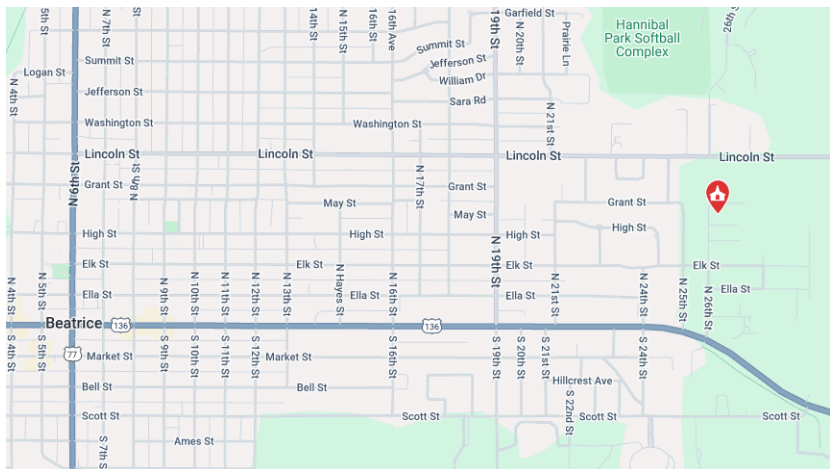 5th St
N 7th St
8th St
14th St
N 15th St
16th St
16th Ave
19th St
Garfield St
N 20th St
Prairie Ln
Hannibal
Park Softball
Complex
26th St
Summit St
Summit St
Jefferson St
William Dr
Logan St
N 4th St
Jefferson St
Sara Rd
Washington St
Washington St
N 21st St
Lincoln St
Lincoln St
Lincoln St
Lincoln St
N 6th St
N 8th St
Grant St
N 17th St
Grant St
May St
May St
Grant St
High St
High St
High St
High St
N 19th St
Elk St
Elk St
Elk St
Elk St
N 4th St
N 5th St
Ella St
N 9th St
N 10th St
N 11th St
N 12th St
N 13th St
N Hayes St
Ella St
N 16th St
Ella St
N 21st St
N 24th St
N 25th St
N 26th St
Ella St
Beatrice
136
136
77
S 4th St
S 5th St
Market St
S 9th St
S 10th St
S 11th St
S 12th St
Market St
S 16th St
S 19th St
S 20th St
S 21st St
S 24th St
Bell St
Bell St
Hillcrest Ave
Scott St
Scott St
S 22nd St
Scott St
Scott St
S 7th St
Ames St